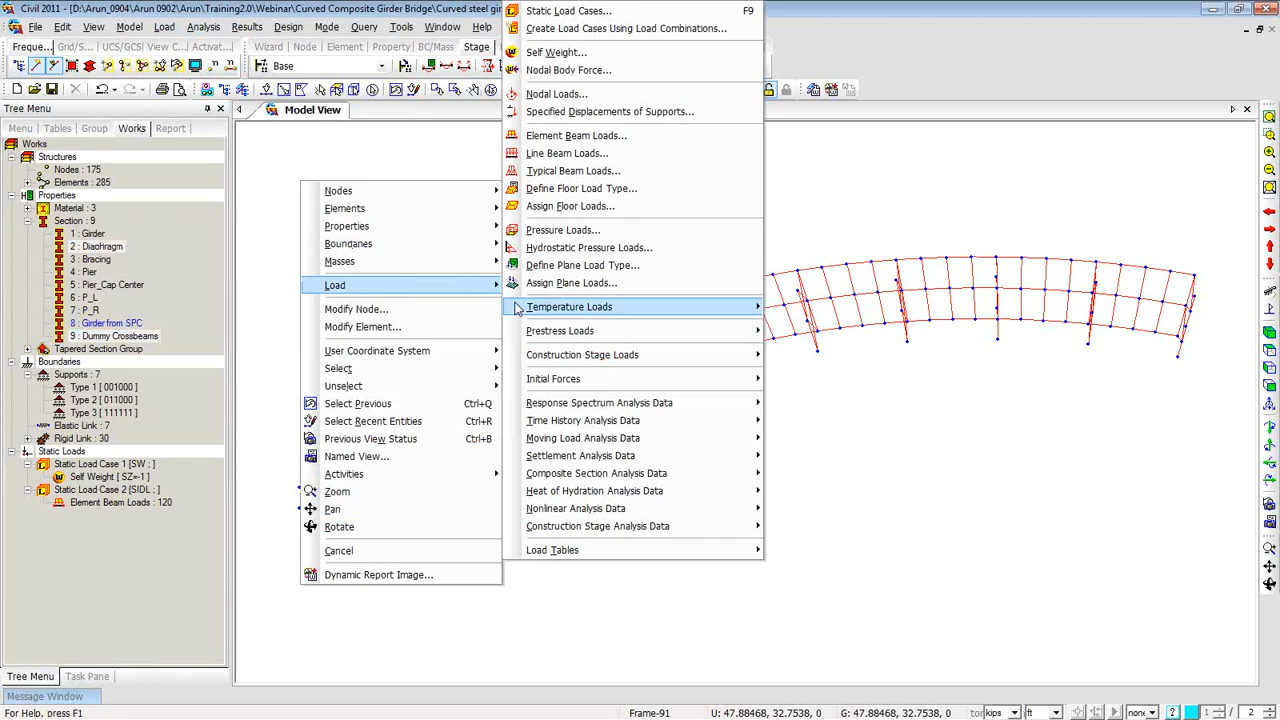 Civil 2011 - [D:\Arun_0904\Arun 0902\Arun\Training2.0\Webinar\Curved Composite Girder Bridge\Curved steel gir
File Edit View Model Load Analysis Results Design Mode Query Tools Window Help
Freque... Grid/S... UCS/GCS View C... Activat... Wizard Node Element Property BC/Mass Stage
Base
Tree Menu
Model View
Menu Tables Group Works Report
Works
Structures
Nodes : 175
Elements : 285
Properties
Material : 3
Section : 9
1 : Girder
2 : Diachragm
3 : Bracing
4 : Pier
5 : Pier_Cap Center
6 : P_L
7 : P_R
8 : Girder from SPC
9 : Dummy Crossbeams
Tapered Section Group
Boundaries
Supports : 7
Type 1 [001000]
Type 2 [011000]
Type 3 [111111]
Elastic Link : 7
Rigid Link : 30
Static Loads
Static Load Case 1 [SW ; ]
Self Weight [ SZ=-1 ]
Static Load Case 2 [SIDL ; ]
Element Beam Loads : 120
Nodes
Elements
Properties
Boundaries
Masses
Load
Modify Node...
Modify Element...
User Coordinate System
Select
Unselect
Select Previous Ctrl+Q
Select Recent Entities Ctrl+R
Previous View Status Ctrl+B
Named View...
Activities
Zoom
Pan
Rotate
Cancel
Dynamic Report Image...
Static Load Cases... F9
Create Load Cases Using Load Combinations...
Self Weight...
Nodal Body Force...
Nodal Loads...
Specified Displacements of Supports...
Element Beam Loads...
Line Beam Loads...
Typical Beam Loads...
Define Floor Load Type...
Assign Floor Loads...
Pressure Loads...
Hydrostatic Pressure Loads...
Define Plane Load Type...
Assign Plane Loads...
Temperature Loads
Prestress Loads
Construction Stage Loads
Initial Forces
Response Spectrum Analysis Data
Time History Analysis Data
Moving Load Analysis Data
Settlement Analysis Data
Composite Section Analysis Data
Heat of Hydration Analysis Data
Nonlinear Analysis Data
Construction Stage Analysis Data
Load Tables
Tree Menu Task Pane
Message Window
For Help, press F1
Frame-91 U: 47.88468, 32.7538, 0 G: 47.88468, 32.7538, 0 kips ft none ? 1 / 2